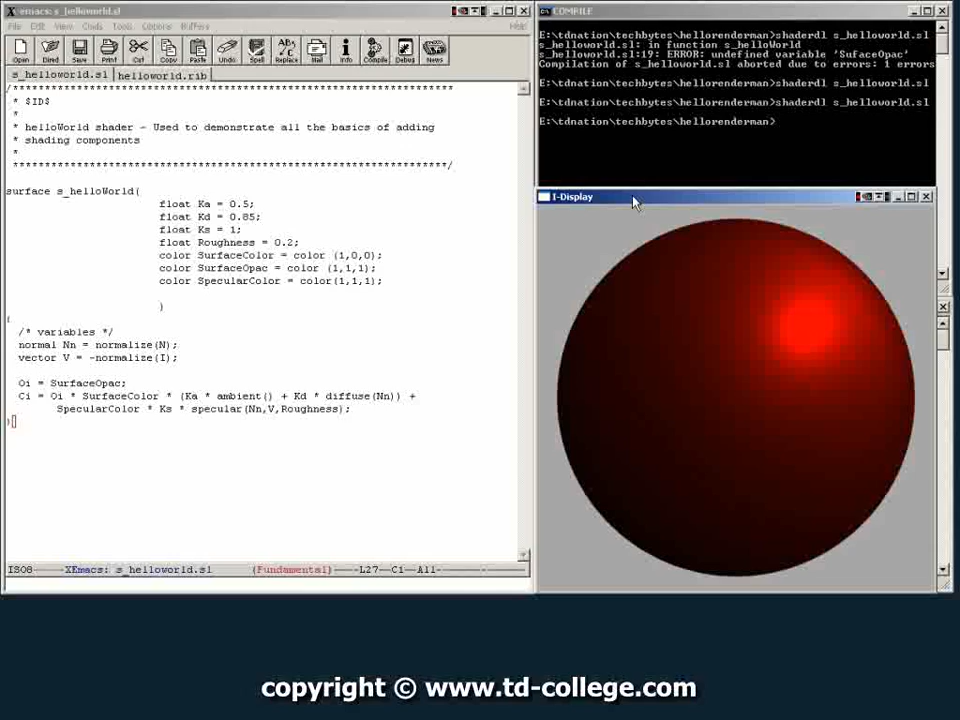 emacs: s_helloworld.sl
File Edit View Cmds Tools Options Buffers Help
Open Dired Save Print Cut Copy Paste Undo Spell Replace Mail Info Compile Debug News
s_helloworld.sl helloworld.rib
/*********************************************************************
* $ID$
*
* helloWorld shader - Used to demonstrate all the basics of adding
* shading components
*
*********************************************************************/
surface s_helloWorld(
float Ka = 0.5;
float Kd = 0.85;
float Ks = 1;
float Roughness = 0.2;
color SurfaceColor = color (1,0,0);
color SurfaceOpac = color (1,1,1);
color SpecularColor = color(1,1,1);
)
{
/* variables */
normal Nn = normalize(N);
vector V = -normalize(I);
Oi = SurfaceOpac;
Ci = Oi * SurfaceColor * (Ka * ambient() + Kd * diffuse(Nn)) +
SpecularColor * Ks * specular(Nn,V,Roughness);
}
ISO8----XEmacs: s_helloworld.sl (Fundamental)----L27--C1--All----
COMPILE
E:\tdnation\techbytes\hellorenderman>shaderdl s_helloworld.sl
s_helloworld.sl: in function s_helloWorld
s_helloworld.sl:19: ERROR: undefined variable 'SufaceOpac'
Compilation of s_helloworld.sl aborted due to errors: 1 errors
E:\tdnation\techbytes\hellorenderman>shaderdl s_helloworld.sl
E:\tdnation\techbytes\hellorenderman>shaderdl s_helloworld.sl
E:\tdnation\techbytes\hellorenderman>
I-Display
copyright © www.td-college.com